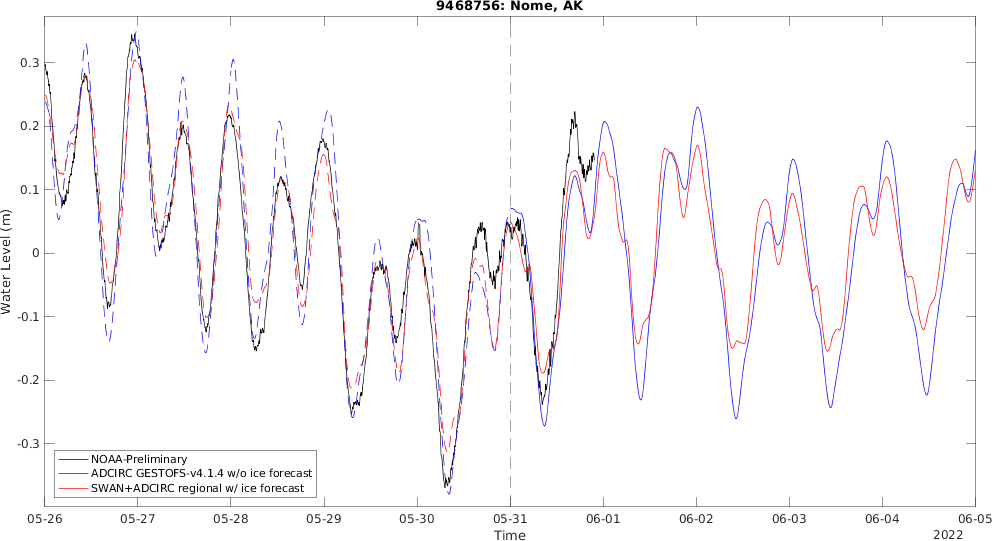 9468756: Nome, AK
Water Level (m)
0.3
0.2
0.1
0
-0.1
-0.2
-0.3
NOAA-Preliminary
ADCIRC GESTOFS-v4.1.4 w/o ice forecast
SWAN+ADCIRC regional w/ ice forecast
05-26 05-27 05-28 05-29 05-30 05-31 06-01 06-02 06-03 06-04 06-05
Time
2022